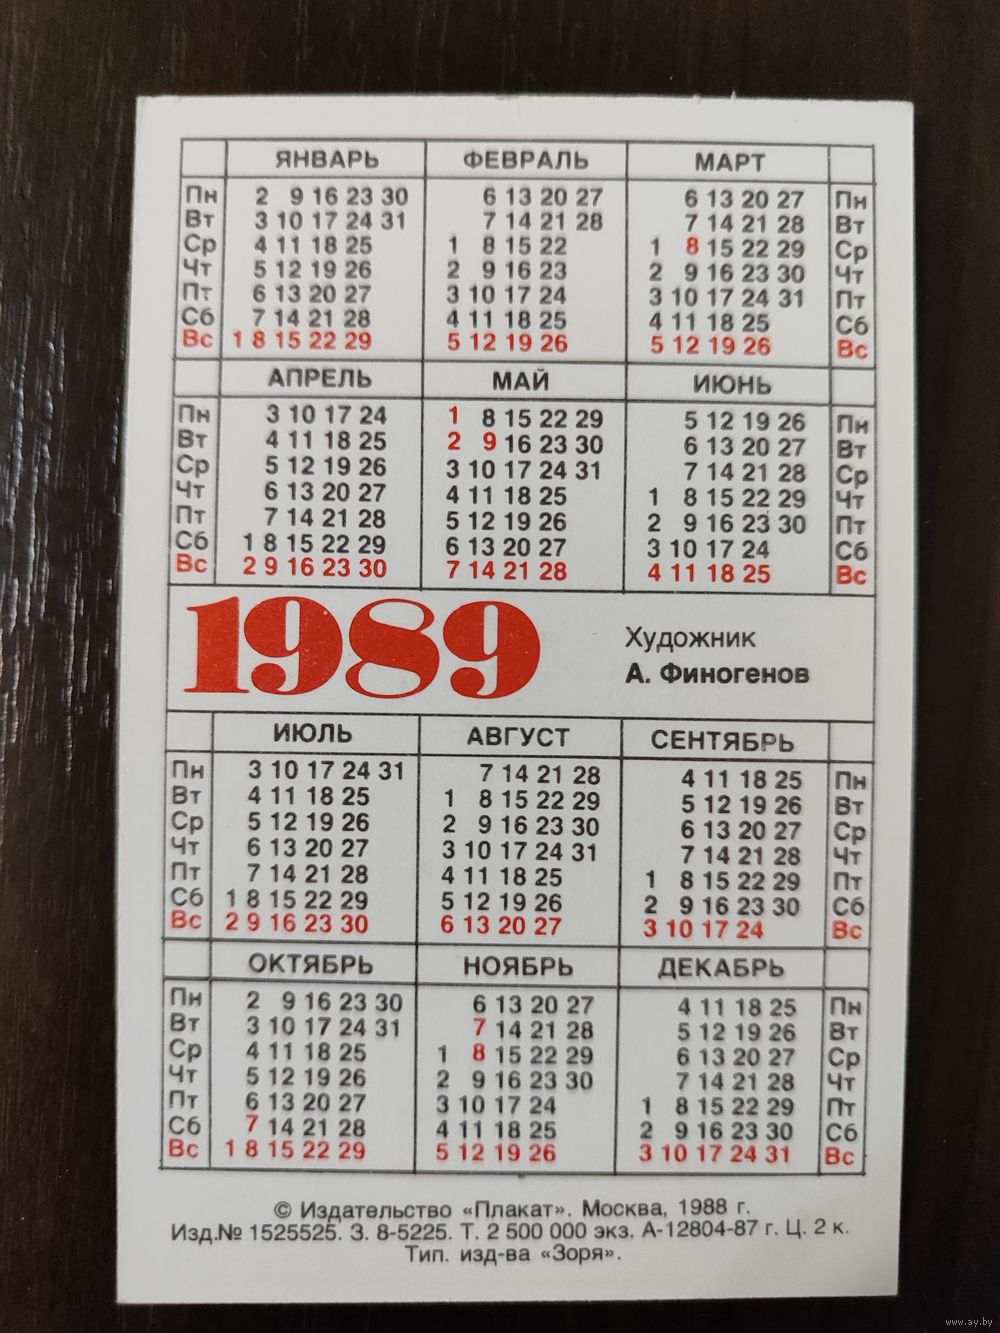 ЯНВАРЬ ФЕВРАЛЬ МАРТ
Пн 2 9 16 23 30 6 13 20 27 6 13 20 27 Пн
Вт 3 10 17 24 31 7 14 21 28 7 14 21 28 Вт
Ср 4 11 18 25 1 8 15 22 1 8 15 22 29 Ср
Чт 5 12 19 26 2 9 16 23 2 9 16 23 30 Чт
Пт 6 13 20 27 3 10 17 24 3 10 17 24 31 Пт
Сб 7 14 21 28 4 11 18 25 4 11 18 25 Сб
Вс 1 8 15 22 29 5 12 19 26 5 12 19 26 Вс
АПРЕЛЬ МАЙ ИЮНЬ
Пн 3 10 17 24 1 8 15 22 29 5 12 19 26 Пн
Вт 4 11 18 25 2 9 16 23 30 6 13 20 27 Вт
Ср 5 12 19 26 3 10 17 24 31 7 14 21 28 Ср
Чт 6 13 20 27 4 11 18 25 1 8 15 22 29 Чт
Пт 7 14 21 28 5 12 19 26 2 9 16 23 30 Пт
Сб 1 8 15 22 29 6 13 20 27 3 10 17 24 Сб
Вс 2 9 16 23 30 7 14 21 28 4 11 18 25 Вс
1989
Художник
А. Финогенов
ИЮЛЬ АВГУСТ СЕНТЯБРЬ
Пн 3 10 17 24 31 7 14 21 28 4 11 18 25 Пн
Вт 4 11 18 25 1 8 15 22 29 5 12 19 26 Вт
Ср 5 12 19 26 2 9 16 23 30 6 13 20 27 Ср
Чт 6 13 20 27 3 10 17 24 31 7 14 21 28 Чт
Пт 7 14 21 28 4 11 18 25 1 8 15 22 29 Пт
Сб 1 8 15 22 29 5 12 19 26 2 9 16 23 30 Сб
Вс 2 9 16 23 30 6 13 20 27 3 10 17 24 Вс
ОКТЯБРЬ НОЯБРЬ ДЕКАБРЬ
Пн 2 9 16 23 30 6 13 20 27 4 11 18 25 Пн
Вт 3 10 17 24 31 7 14 21 28 5 12 19 26 Вт
Ср 4 11 18 25 1 8 15 22 29 6 13 20 27 Ср
Чт 5 12 19 26 2 9 16 23 30 7 14 21 28 Чт
Пт 6 13 20 27 3 10 17 24 1 8 15 22 29 Пт
Сб 7 14 21 28 4 11 18 25 2 9 16 23 30 Сб
Вс 1 8 15 22 29 5 12 19 26 3 10 17 24 31 Вс
© Издательство «Плакат». Москва, 1988 г.
Изд.№ 1525525. З. 8-5225. Т. 2 500 000 экз. А-12804-87 г. Ц. 2 к.
Тип. изд-ва «Зоря».
www.ay.by